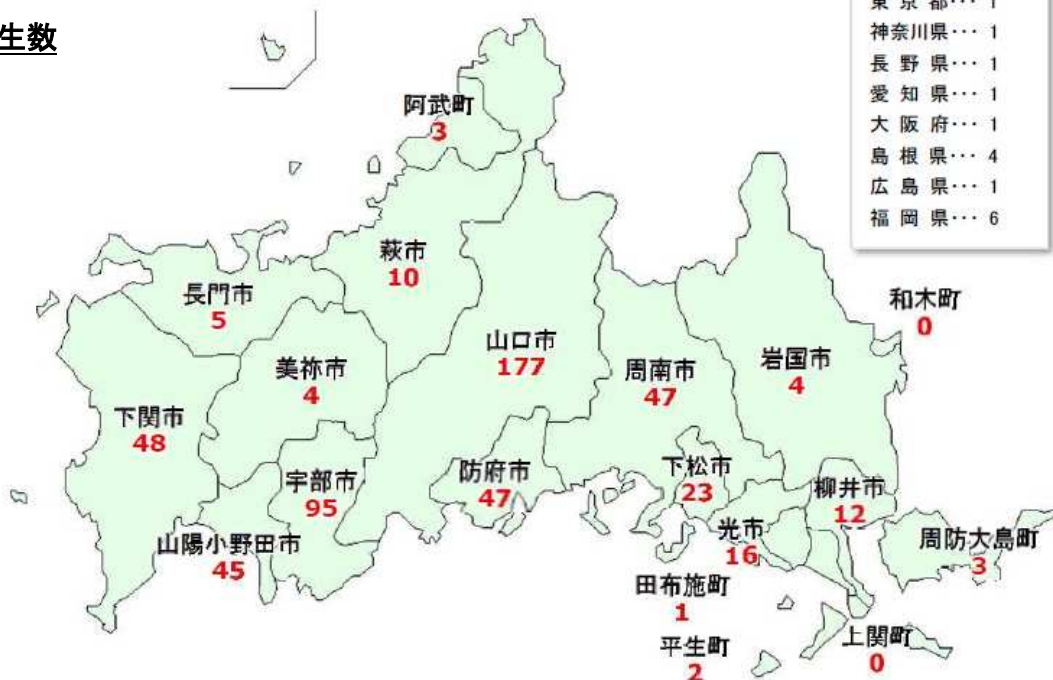 生数
東京都･･･ 1
神奈川県･･･ 1
長野県･･･ 1
愛知県･･･ 1
大阪府･･･ 1
島根県･･･ 4
広島県･･･ 1
福岡県･･･ 6
阿武町
3
萩市
10
長門市
5
山口市
177
和木町
0
美祢市
4
周南市
47
岩国市
4
下関市
48
宇部市
95
防府市
47
下松市
23
柳井市
12
山陽小野田市
45
光市
16
周防大島町
3
田布施町
1
平生町
2
上関町
0